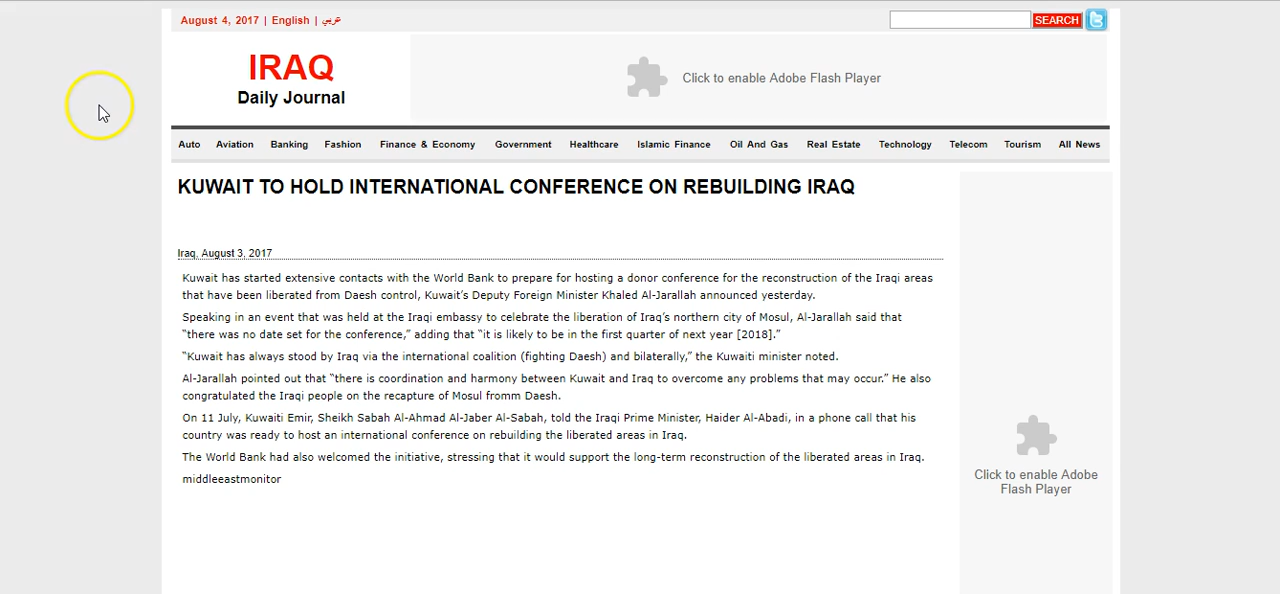 August 4, 2017 | English | عربي
SEARCH
IRAQ
Daily Journal
Click to enable Adobe Flash Player
Auto Aviation Banking Fashion Finance & Economy Government Healthcare Islamic Finance Oil And Gas Real Estate Technology Telecom Tourism All News
KUWAIT TO HOLD INTERNATIONAL CONFERENCE ON REBUILDING IRAQ
Iraq, August 3, 2017
Kuwait has started extensive contacts with the World Bank to prepare for hosting a donor conference for the reconstruction of the Iraqi areas
that have been liberated from Daesh control, Kuwait’s Deputy Foreign Minister Khaled Al-Jarallah announced yesterday.
Speaking in an event that was held at the Iraqi embassy to celebrate the liberation of Iraq’s northern city of Mosul, Al-Jarallah said that
“there was no date set for the conference,” adding that “it is likely to be in the first quarter of next year [2018].”
“Kuwait has always stood by Iraq via the international coalition (fighting Daesh) and bilaterally,” the Kuwaiti minister noted.
Al-Jarallah pointed out that “there is coordination and harmony between Kuwait and Iraq to overcome any problems that may occur.” He also
congratulated the Iraqi people on the recapture of Mosul fromm Daesh.
On 11 July, Kuwaiti Emir, Sheikh Sabah Al-Ahmad Al-Jaber Al-Sabah, told the Iraqi Prime Minister, Haider Al-Abadi, in a phone call that his
country was ready to host an international conference on rebuilding the liberated areas in Iraq.
The World Bank had also welcomed the initiative, stressing that it would support the long-term reconstruction of the liberated areas in Iraq.
middleeastmonitor
Click to enable Adobe
Flash Player